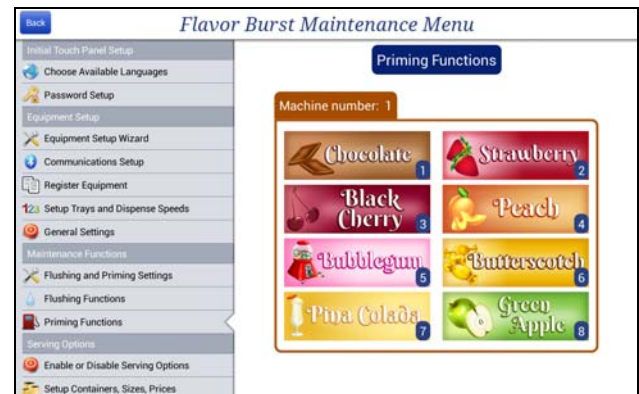 Back
Flavor Burst Maintenance Menu
Initial Touch Panel Setup
Choose Available Languages
Password Setup
Equipment Setup
Equipment Setup Wizard
Communications Setup
Register Equipment
123 Setup Trays and Dispense Speeds
General Settings
Maintenance Functions
Flushing and Priming Settings
Flushing Functions
Priming Functions
Serving Options
Enable or Disable Serving Options
Setup Containers, Sizes, Prices
Priming Functions
Machine number: 1
Chocolate
1
Strawberry
2
Black
Cherry
3
Peach
4
Bubblegum
5
Butterscotch
6
Pina Colada
7
Green
Apple
8